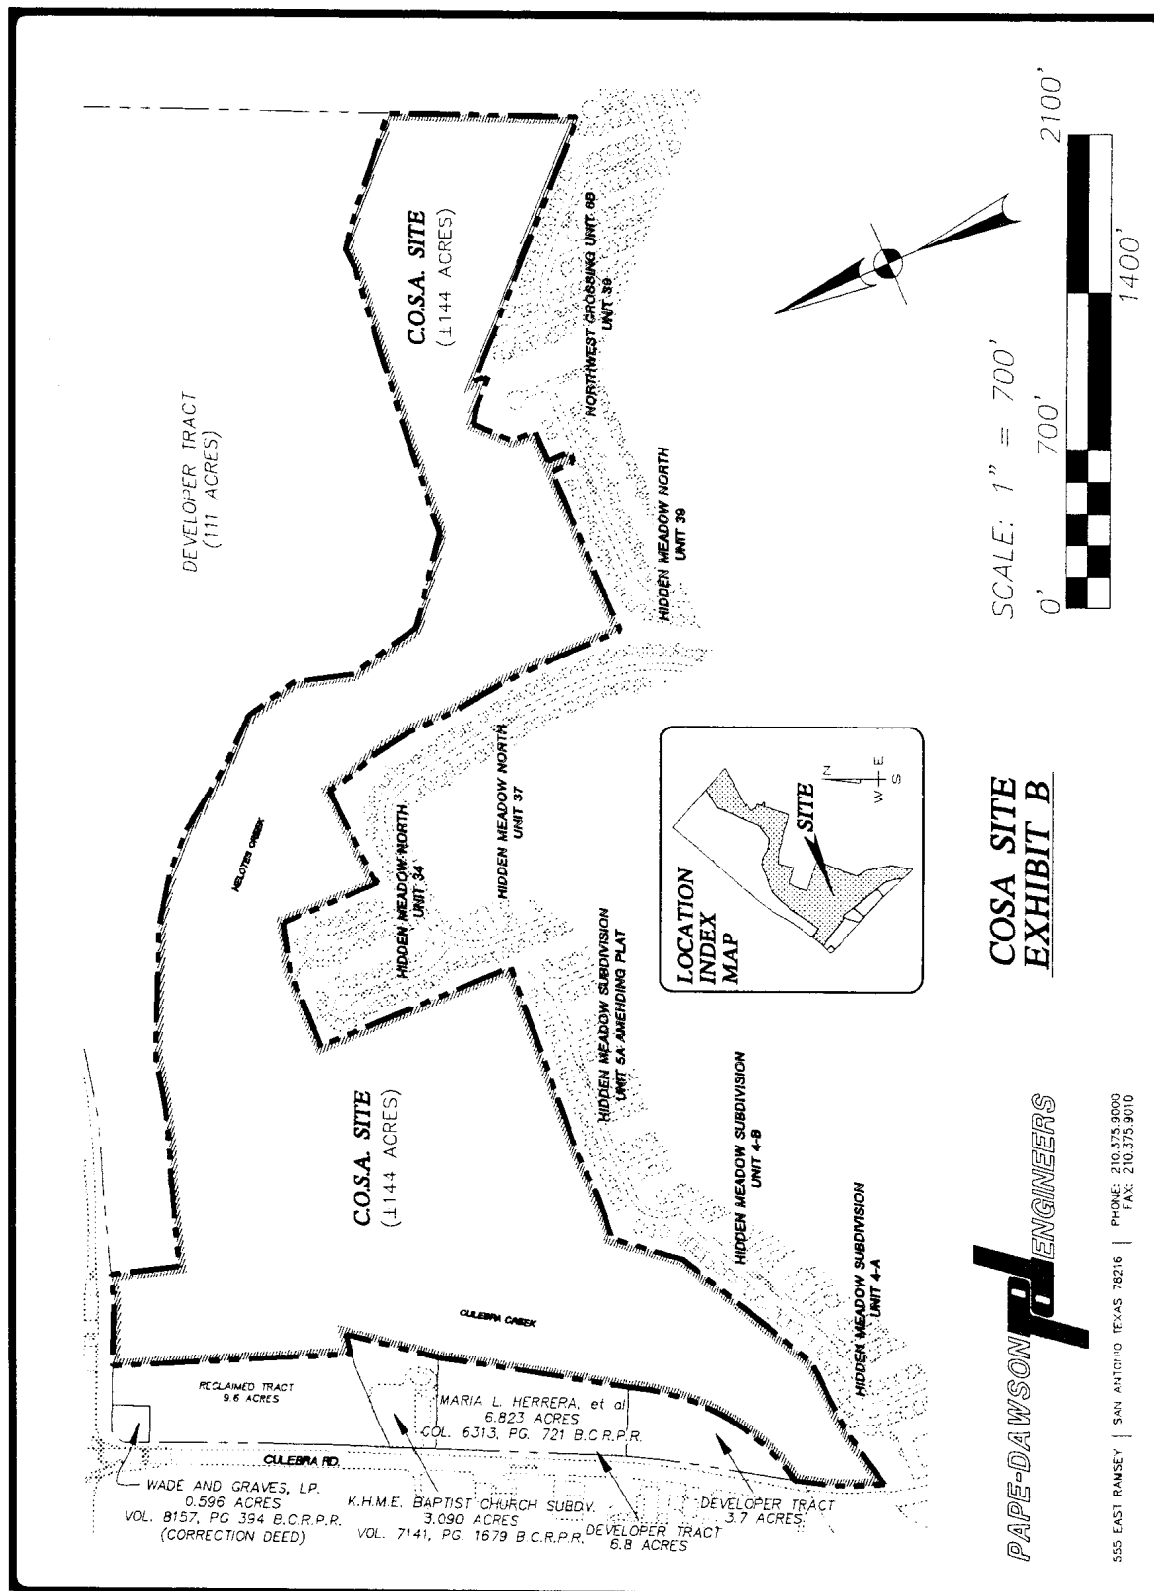 DEVELOPER TRACT
(111 ACRES)
C.O.S.A. SITE
(±144 ACRES)
NORTHWEST CROSSING UNIT 6B
UNIT 39
HIDDEN MEADOW NORTH
UNIT 39
HELOTES CREEK
HIDDEN MEADOW NORTH
UNIT 34
HIDDEN MEADOW NORTH
UNIT 37
C.O.S.A. SITE
(±144 ACRES)
HIDDEN MEADOW SUBDIVISION
UNIT 5A AMENDING PLAT
HIDDEN MEADOW SUBDIVISION
UNIT 4-B
HIDDEN MEADOW SUBDIVISION
UNIT 4-A
CULEBRA CREEK
RECLAIMED TRACT
9.6 ACRES
MARIA L. HERRERA, et al
6.823 ACRES
COL. 6313, PG. 721 B.C.R.P.R.
CULEBRA RD.
WADE AND GRAVES, LP.
0.596 ACRES
VOL. 8157, PG 394 B.C.R.P.R.
(CORRECTION DEED)
K.H.M.E. BAPTIST CHURCH SUBDV.
3.090 ACRES
VOL. 7141, PG. 1679 B.C.R.P.R.
DEVELOPER TRACT
6.8 ACRES
DEVELOPER TRACT
3.7 ACRES
SCALE: 1" = 700'
0'
700'
1400'
2100'
LOCATION
INDEX
MAP
SITE
N
W
E
S
COSA SITE
EXHIBIT B
PAPE-DAWSON
pd
ENGINEERS
555 EAST RAMSEY | SAN ANTONIO TEXAS 78216 | PHONE: 210.375.9000
FAX: 210.375.9010